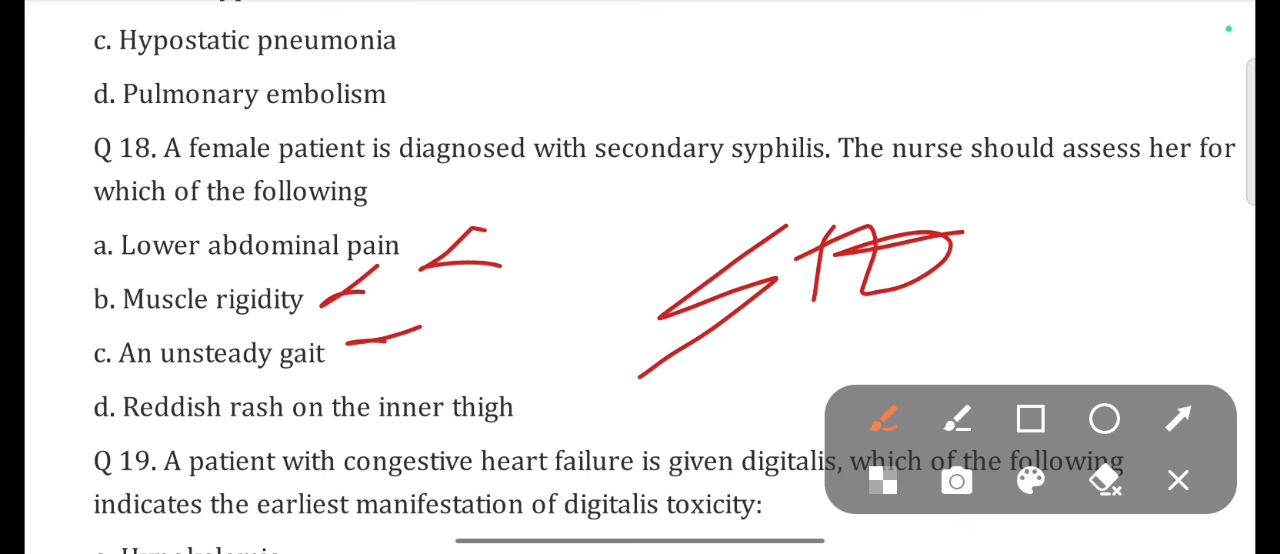 c. Hypostatic pneumonia
d. Pulmonary embolism
Q 18. A female patient is diagnosed with secondary syphilis. The nurse should assess her for
which of the following
a. Lower abdominal pain
b. Muscle rigidity
c. An unsteady gait
d. Reddish rash on the inner thigh
Q 19. A patient with congestive heart failure is given digitalis, which of the following
indicates the earliest manifestation of digitalis toxicity: